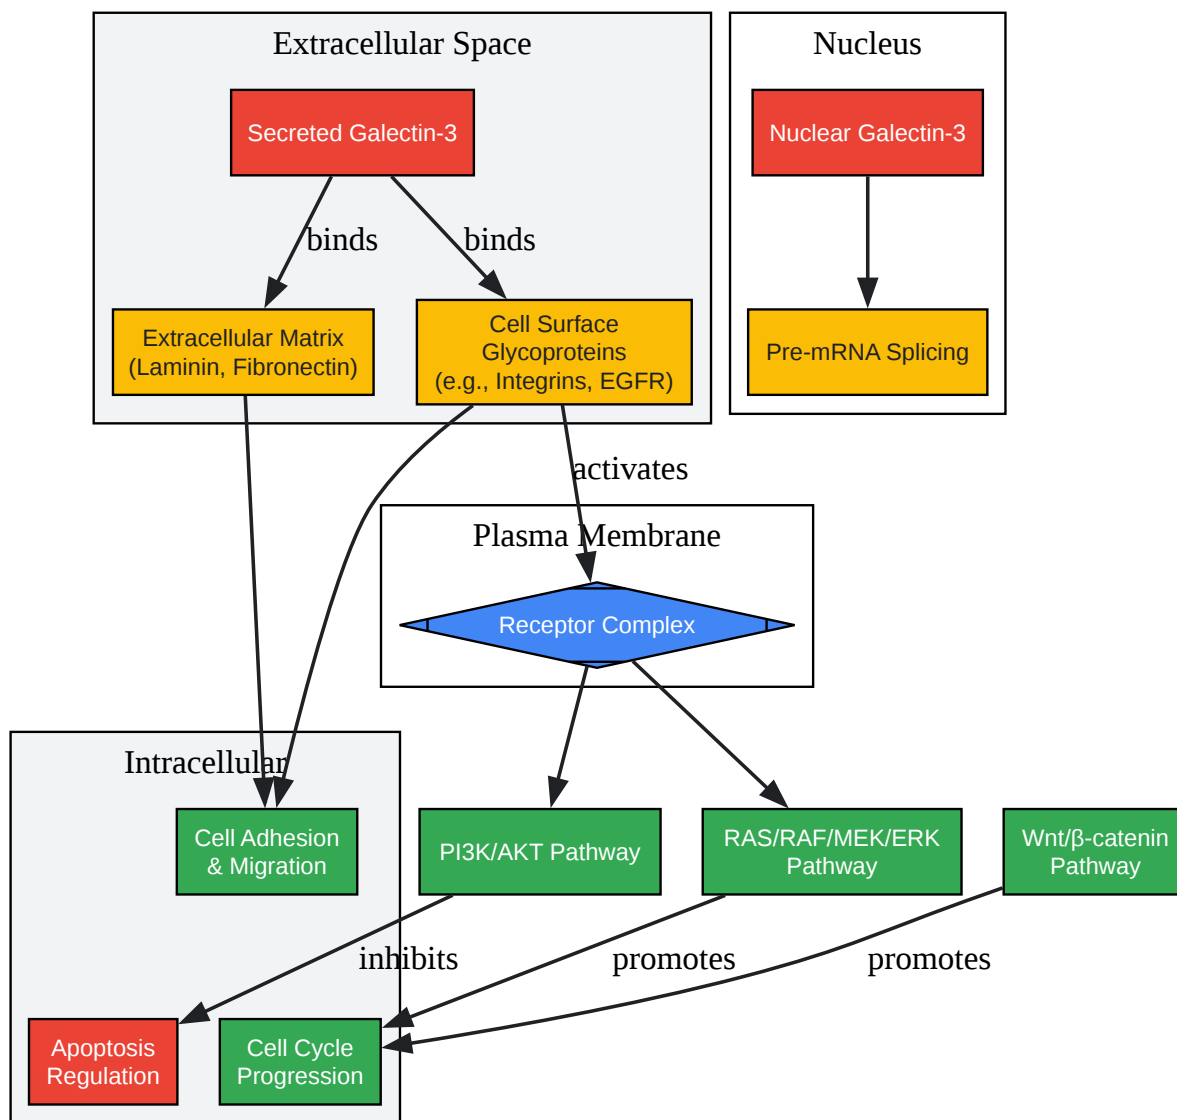 Extracellular Space
Nucleus
Secreted Galectin-3
Nuclear Galectin-3
binds
binds
Extracellular Matrix
(Laminin, Fibronectin)
Cell Surface
Glycoproteins
(e.g., Integrins, EGFR)
Pre-mRNA Splicing
activates
Plasma Membrane
Receptor Complex
Intracellular
Cell Adhesion
& Migration
PI3K/AKT Pathway
RAS/RAF/MEK/ERK
Pathway
Wnt/β-catenin
Pathway
inhibits
promotes
promotes
Apoptosis
Regulation
Cell Cycle
Progression